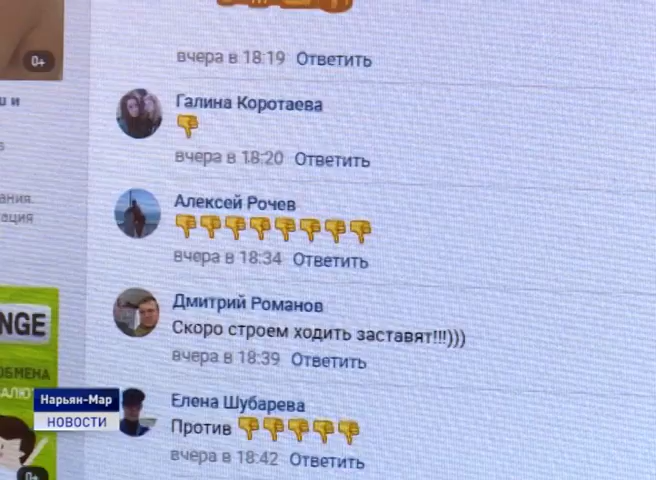 вчера в 18:19 Ответить
0+
Галина Коротаева
👎
вчера в 18:20 Ответить
Алексей Рочев
👎👎👎👎👎👎👎👎
вчера в 18:34 Ответить
Дмитрий Романов
Скоро строем ходить заставят!!!)))
вчера в 18:39 Ответить
Елена Шубарева
Против 👎👎👎👎👎
вчера в 18:42 Ответить
NGE
ОБМЕНА
Нарьян-Мар
НОВОСТИ
0+